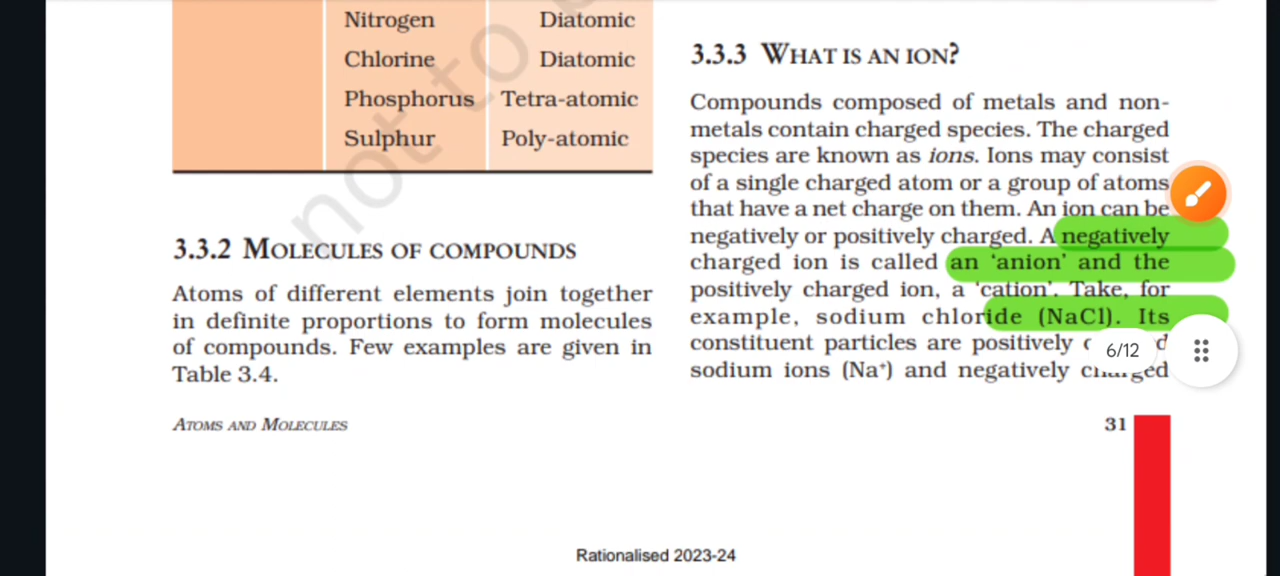 Nitrogen Diatomic
Chlorine Diatomic
Phosphorus Tetra-atomic
Sulphur Poly-atomic
not to
3.3.2 MOLECULES OF COMPOUNDS
Atoms of different elements join together
in definite proportions to form molecules
of compounds. Few examples are given in
Table 3.4.
3.3.3 WHAT IS AN ION?
Compounds composed of metals and non-
metals contain charged species. The charged
species are known as ions. Ions may consist
of a single charged atom or a group of atoms
that have a net charge on them. An ion can be
negatively or positively charged. A negatively
charged ion is called an ‘anion’ and the
positively charged ion, a ‘cation’. Take, for
example, sodium chloride (NaCl). Its
constituent particles are positively
sodium ions (Na⁺) and negatively charged
6/12
ATOMS AND MOLECULES
31
Rationalised 2023-24